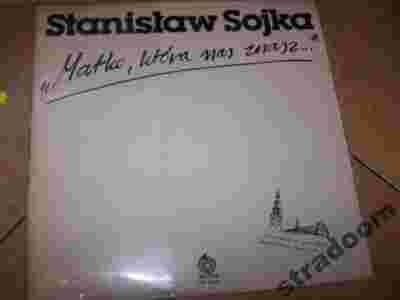 Stanisław Sojka
„Matko, która nas znasz..."
stradoom